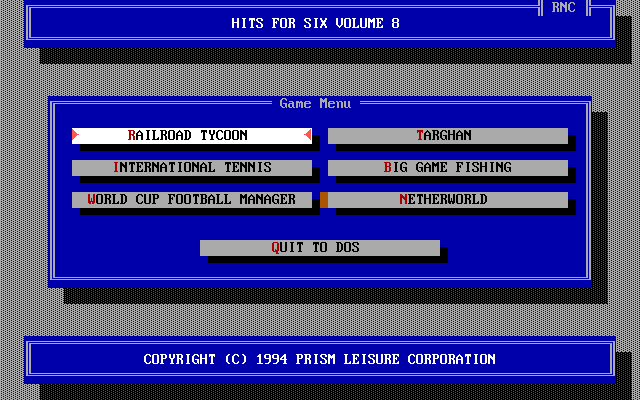 RNC
HITS FOR SIX VOLUME 8
Game Menu
RAILROAD TYCOON
TARGHAN
INTERNATIONAL TENNIS
BIG GAME FISHING
WORLD CUP FOOTBALL MANAGER
NETHERWORLD
QUIT TO DOS
COPYRIGHT (C) 1994 PRISM LEISURE CORPORATION